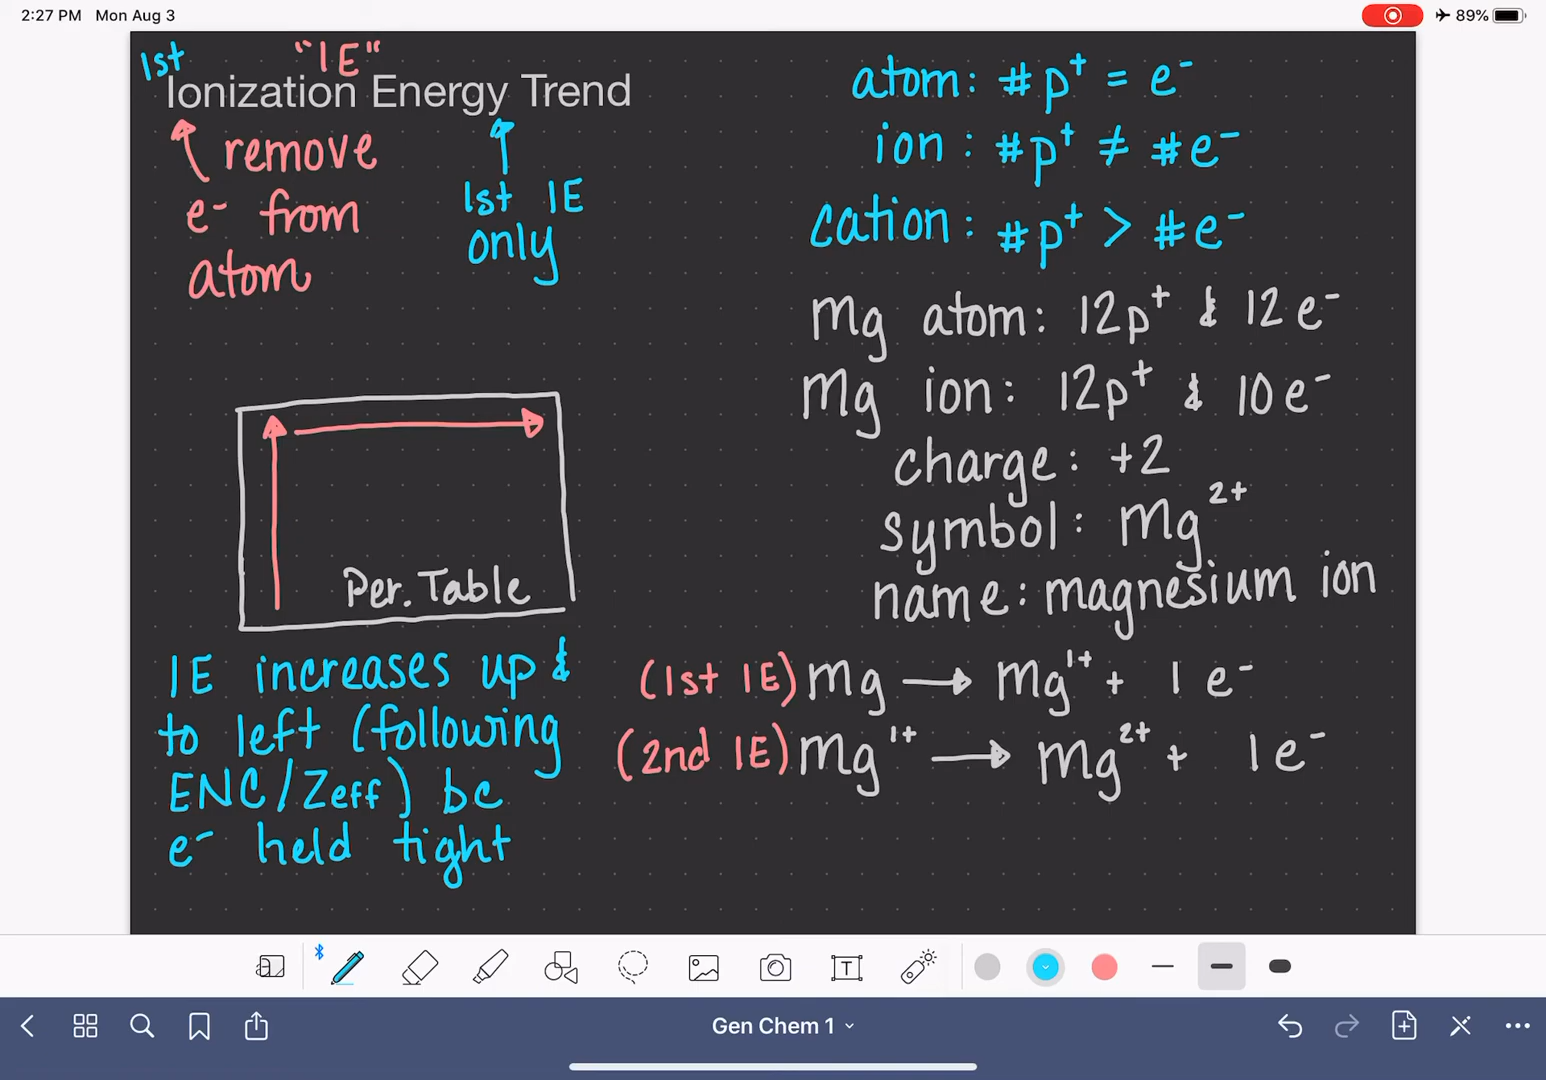 2:27 PM Mon Aug 3
89%
1st
"IE"
Ionization Energy Trend
remove
e⁻ from
atom
1st IE
only
Per. Table
IE increases up &
to left (following
ENC/Zeff) bc
e⁻ held tight
atom: #p⁺ = e⁻
ion: #p⁺ ≠ #e⁻
cation: #p⁺ > #e⁻
Mg atom: 12p⁺ & 12e⁻
Mg ion: 12p⁺ & 10e⁻
charge: +2
symbol: Mg²⁺
name: magnesium ion
(1st IE) Mg → Mg¹⁺ + 1 e⁻
(2nd IE) Mg¹⁺ → Mg²⁺ + 1 e⁻
T
Gen Chem 1